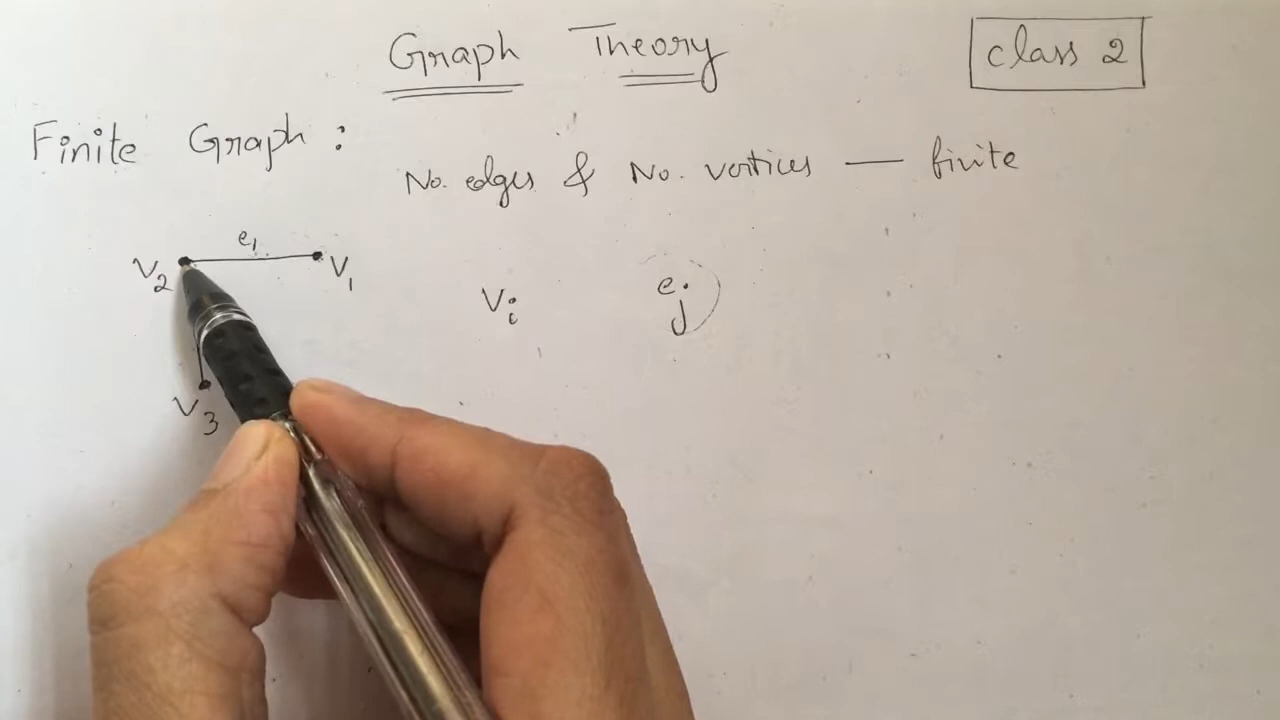 Graph Theory
class 2
Finite Graph :
No. edges & No. vertices — finite
e1
V2 V1
Vi ej
V3